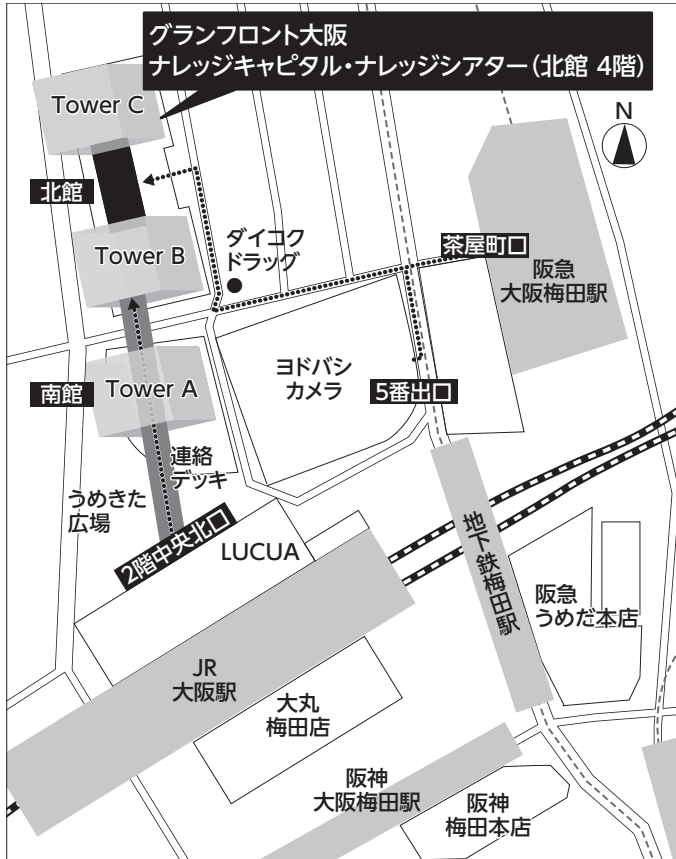 グランフロント大阪
ナレッジキャピタル・ナレッジシアター（北館 4階）
Tower C
N
北館
ダイコク
ドラッグ
茶屋町口
Tower B
阪急
大阪梅田駅
ヨドバシ
カメラ
南館
Tower A
5番出口
連絡
デッキ
うめきた
広場
2階中央北口
LUCUA
地下鉄梅田駅
阪急
うめだ本店
JR
大阪駅
大丸
梅田店
阪神
大阪梅田駅
阪神
梅田本店